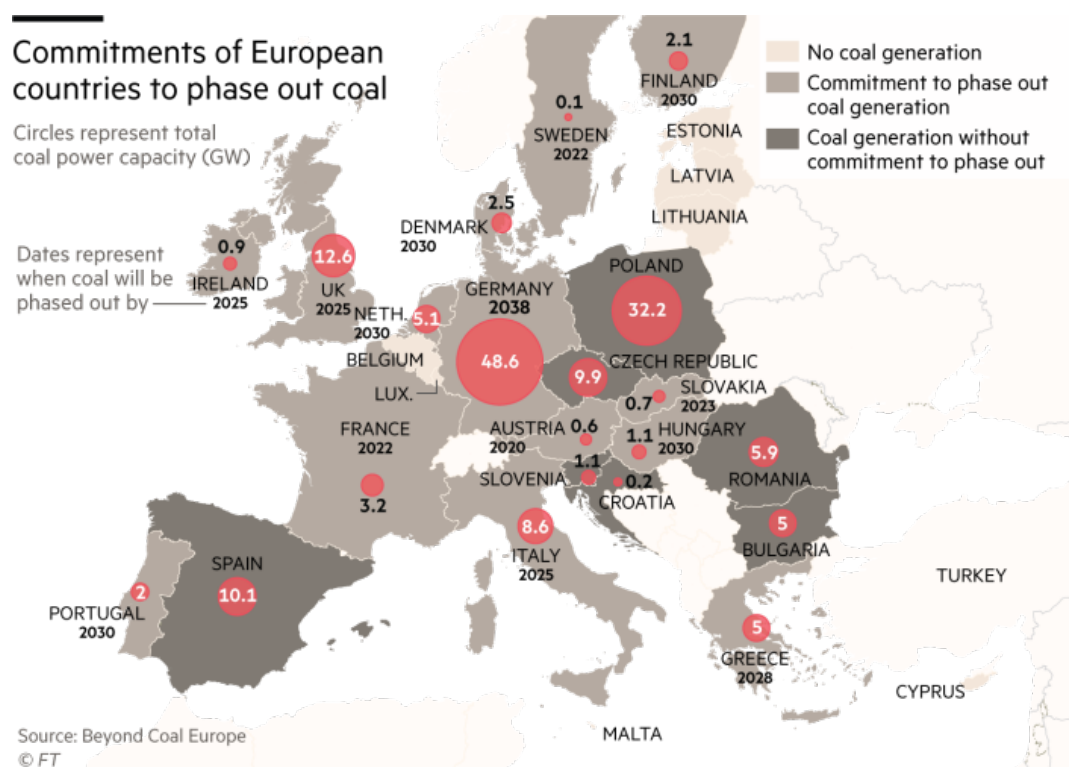 Commitments of European
countries to phase out coal
Circles represent total
coal power capacity (GW)
Dates represent
when coal will be
phased out by
No coal generation
Commitment to phase out
coal generation
Coal generation without
commitment to phase out
2.1
FINLAND
2030
0.1
SWEDEN
2022
ESTONIA
LATVIA
LITHUANIA
2.5
DENMARK
2030
0.9
IRELAND
2025
12.6
UK
2025
NETH.
5.1
2030
GERMANY
2038
48.6
POLAND
32.2
BELGIUM
LUX.
CZECH REPUBLIC
9.9
SLOVAKIA
0.7
2023
FRANCE
2022
3.2
AUSTRIA
0.6
2020
HUNGARY
1.1
2030
SLOVENIA
1.1
0.2
CROATIA
5.9
ROMANIA
5
BULGARIA
8.6
ITALY
2025
SPAIN
10.1
2
PORTUGAL
2030
5
GREECE
2028
TURKEY
CYPRUS
MALTA
Source: Beyond Coal Europe
© FT